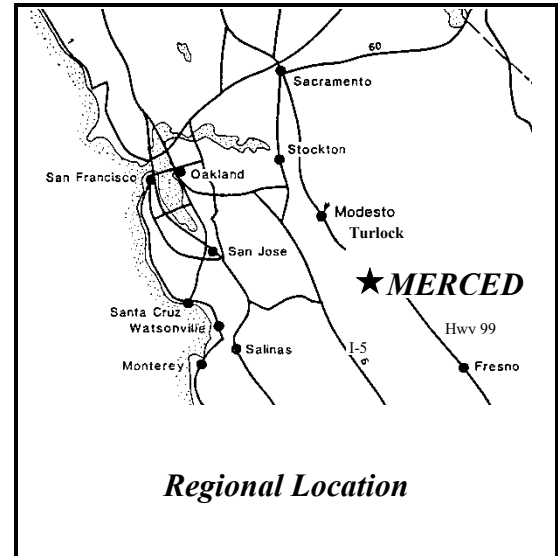 60
Sacramento
Stockton
San Francisco
Oakland
Modesto
Turlock
San Jose
MERCED
Santa Cruz
Watsonville
Hwy 99
I-5
5
Salinas
Monterey
Fresno
Regional Location